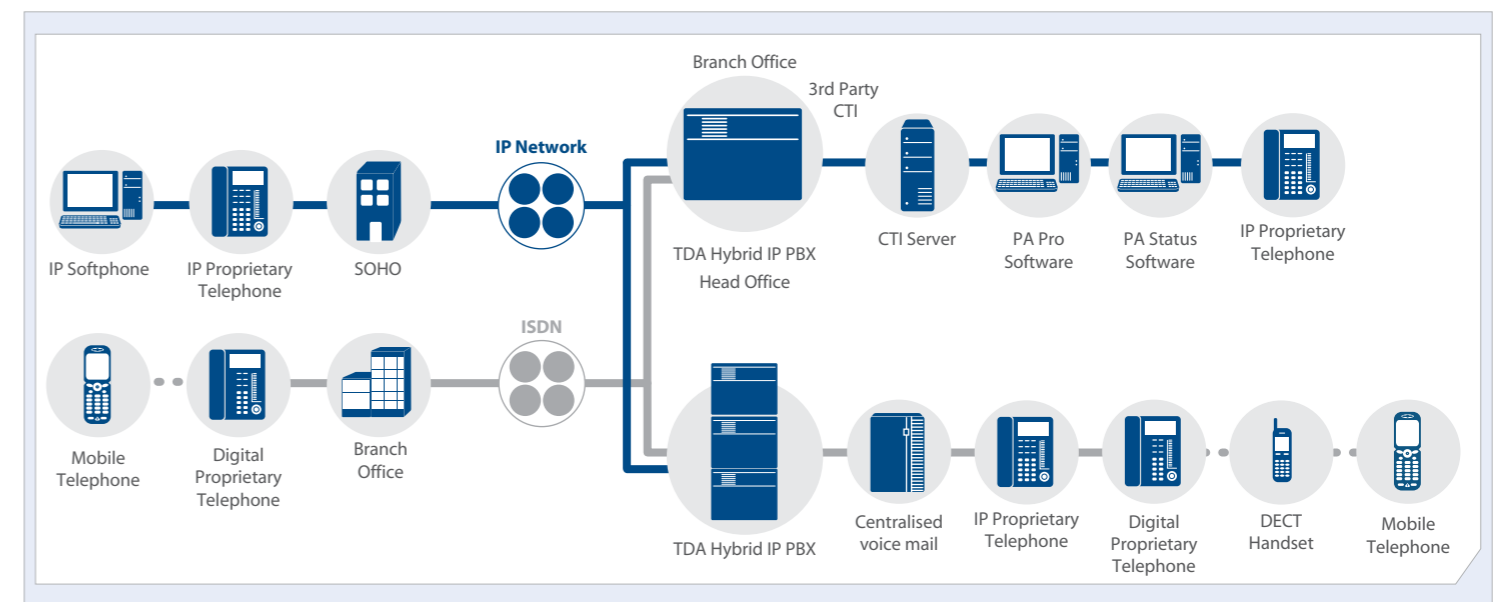 Branch Office
3rd Party
CTI
IP Network
IP Softphone
IP Proprietary
Telephone
SOHO
TDA Hybrid IP PBX
Head Office
CTI Server
PA Pro
Software
PA Status
Software
IP Proprietary
Telephone
ISDN
Mobile
Telephone
Digital
Proprietary
Telephone
Branch
Office
TDA Hybrid IP PBX
Centralised
voice mail
IP Proprietary
Telephone
Digital
Proprietary
Telephone
DECT
Handset
Mobile
Telephone